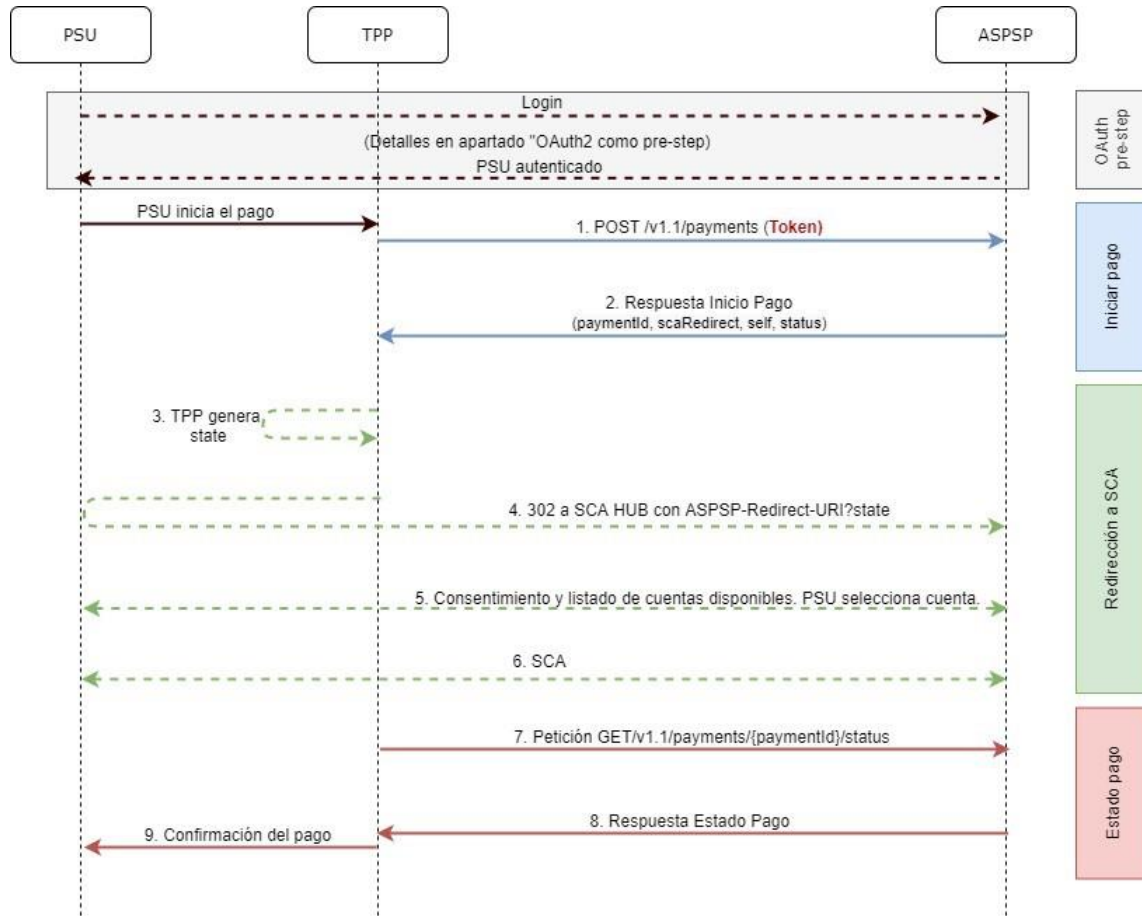 PSU
TPP
ASPSP
Login
(Detalles en apartado "OAuth2 como pre-step)
PSU autenticado
OAuth
pre-step
PSU inicia el pago
1. POST /v1.1/payments (Token)
2. Respuesta Inicio Pago
(paymentId, scaRedirect, self, status)
Iniciar pago
3. TPP genera
state
4. 302 a SCA HUB con ASPSP-Redirect-URI?state
5. Consentimiento y listado de cuentas disponibles. PSU selecciona cuenta.
6. SCA
Redirección a SCA
7. Petición GET/v1.1/payments/{paymentId}/status
8. Respuesta Estado Pago
9. Confirmación del pago
Estado pago